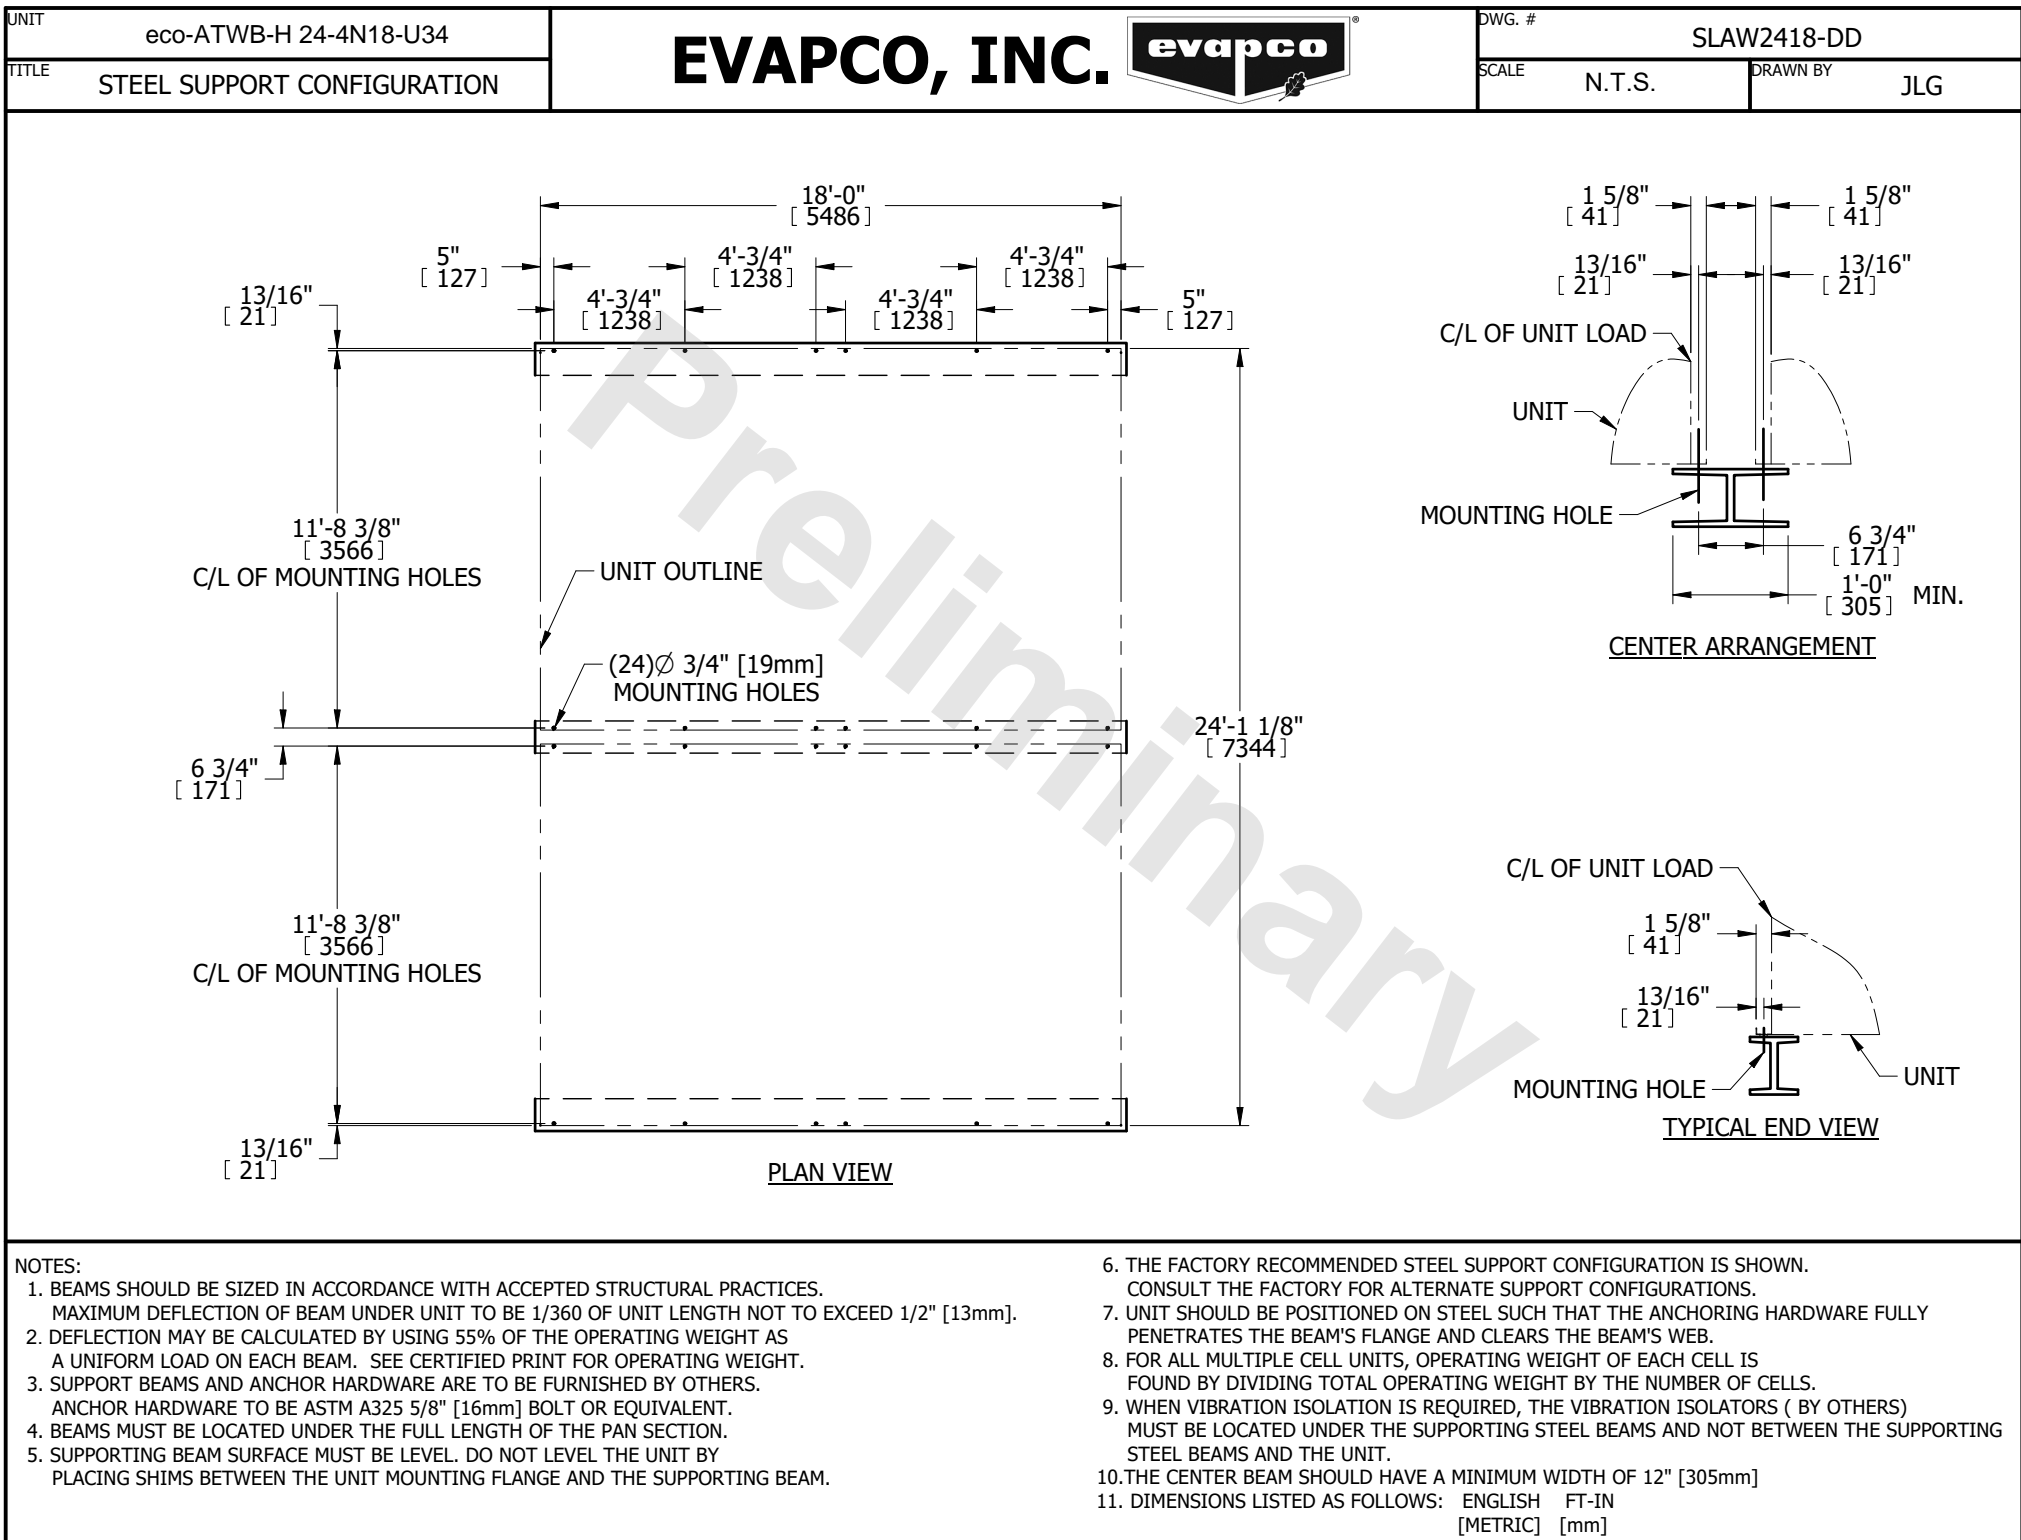 UNIT
eco-ATWB-H 24-4N18-U34
TITLE
STEEL SUPPORT CONFIGURATION
EVAPCO, INC.
evapco
®
DWG. #
SLAW2418-DD
SCALE
N.T.S.
DRAWN BY
JLG
18'-0"
[ 5486 ]
5"
[ 127 ]
4'-3/4"
[ 1238 ]
4'-3/4"
[ 1238 ]
13/16"
[ 21 ]
4'-3/4"
[ 1238 ]
4'-3/4"
[ 1238 ]
5"
[ 127 ]
11'-8 3/8"
[ 3566 ]
C/L OF MOUNTING HOLES
UNIT OUTLINE
(24)∅ 3/4" [19mm]
MOUNTING HOLES
6 3/4"
[ 171 ]
24'-1 1/8"
[ 7344 ]
11'-8 3/8"
[ 3566 ]
C/L OF MOUNTING HOLES
13/16"
[ 21 ]
PLAN VIEW
Preliminary
1 5/8"
[ 41 ]
1 5/8"
[ 41 ]
13/16"
[ 21 ]
13/16"
[ 21 ]
C/L OF UNIT LOAD
UNIT
MOUNTING HOLE
6 3/4"
[ 171 ]
1'-0"
[ 305 ]
MIN.
CENTER ARRANGEMENT
C/L OF UNIT LOAD
1 5/8"
[ 41 ]
13/16"
[ 21 ]
MOUNTING HOLE
UNIT
TYPICAL END VIEW
NOTES:
1. BEAMS SHOULD BE SIZED IN ACCORDANCE WITH ACCEPTED STRUCTURAL PRACTICES.
MAXIMUM DEFLECTION OF BEAM UNDER UNIT TO BE 1/360 OF UNIT LENGTH NOT TO EXCEED 1/2" [13mm].
2. DEFLECTION MAY BE CALCULATED BY USING 55% OF THE OPERATING WEIGHT AS
A UNIFORM LOAD ON EACH BEAM. SEE CERTIFIED PRINT FOR OPERATING WEIGHT.
3. SUPPORT BEAMS AND ANCHOR HARDWARE ARE TO BE FURNISHED BY OTHERS.
ANCHOR HARDWARE TO BE ASTM A325 5/8" [16mm] BOLT OR EQUIVALENT.
4. BEAMS MUST BE LOCATED UNDER THE FULL LENGTH OF THE PAN SECTION.
5. SUPPORTING BEAM SURFACE MUST BE LEVEL. DO NOT LEVEL THE UNIT BY
PLACING SHIMS BETWEEN THE UNIT MOUNTING FLANGE AND THE SUPPORTING BEAM.
6. THE FACTORY RECOMMENDED STEEL SUPPORT CONFIGURATION IS SHOWN.
CONSULT THE FACTORY FOR ALTERNATE SUPPORT CONFIGURATIONS.
7. UNIT SHOULD BE POSITIONED ON STEEL SUCH THAT THE ANCHORING HARDWARE FULLY
PENETRATES THE BEAM'S FLANGE AND CLEARS THE BEAM'S WEB.
8. FOR ALL MULTIPLE CELL UNITS, OPERATING WEIGHT OF EACH CELL IS
FOUND BY DIVIDING TOTAL OPERATING WEIGHT BY THE NUMBER OF CELLS.
9. WHEN VIBRATION ISOLATION IS REQUIRED, THE VIBRATION ISOLATORS ( BY OTHERS)
MUST BE LOCATED UNDER THE SUPPORTING STEEL BEAMS AND NOT BETWEEN THE SUPPORTING
STEEL BEAMS AND THE UNIT.
10.THE CENTER BEAM SHOULD HAVE A MINIMUM WIDTH OF 12" [305mm]
11. DIMENSIONS LISTED AS FOLLOWS: ENGLISH FT-IN
[METRIC] [mm]